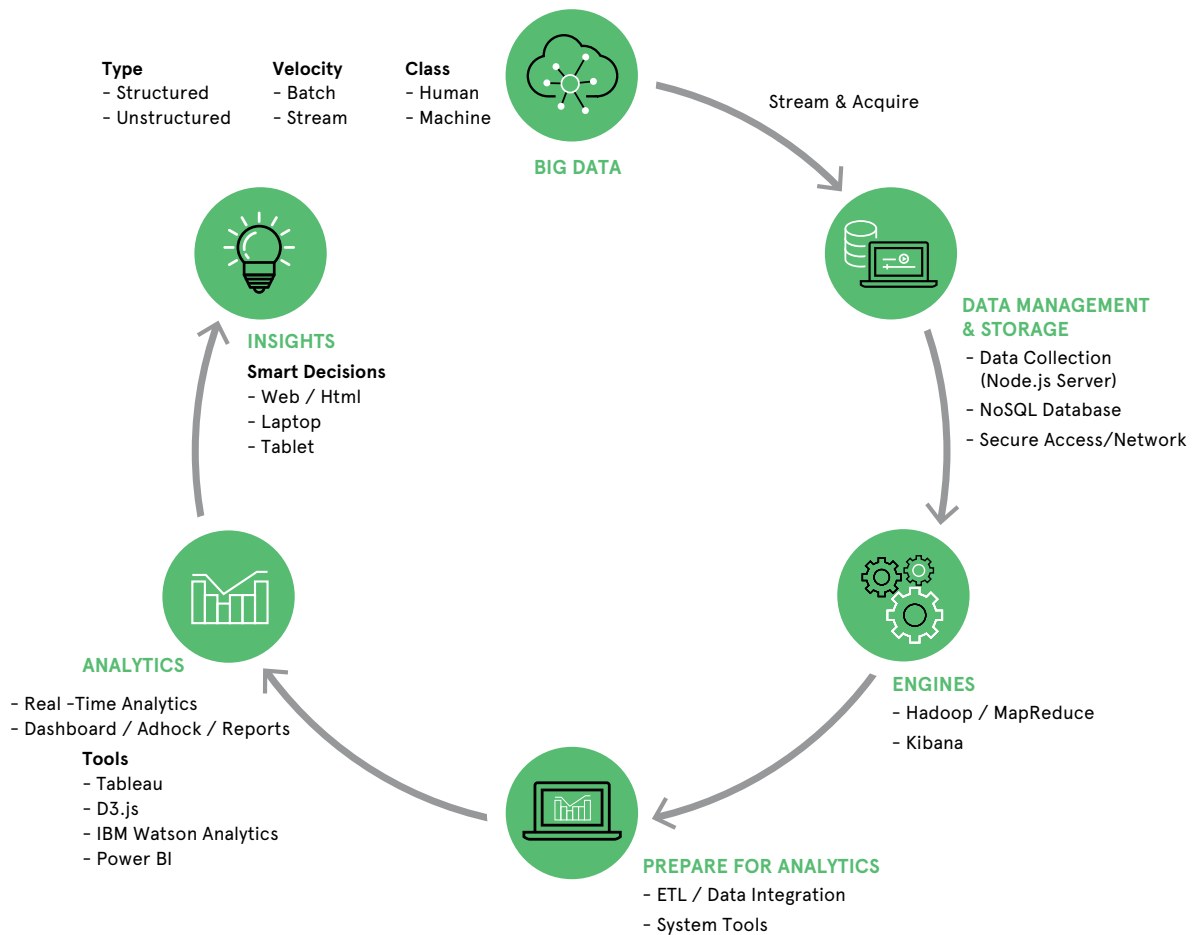 Type
- Structured
- Unstructured
Velocity
- Batch
- Stream
Class
- Human
- Machine
BIG DATA
Stream & Acquire
DATA MANAGEMENT
& STORAGE
- Data Collection
(Node.js Server)
- NoSQL Database
- Secure Access/Network
ENGINES
- Hadoop / MapReduce
- Kibana
PREPARE FOR ANALYTICS
- ETL / Data Integration
- System Tools
ANALYTICS
- Real -Time Analytics
- Dashboard / Adhock / Reports
Tools
- Tableau
- D3.js
- IBM Watson Analytics
- Power BI
INSIGHTS
Smart Decisions
- Web / Html
- Laptop
- Tablet